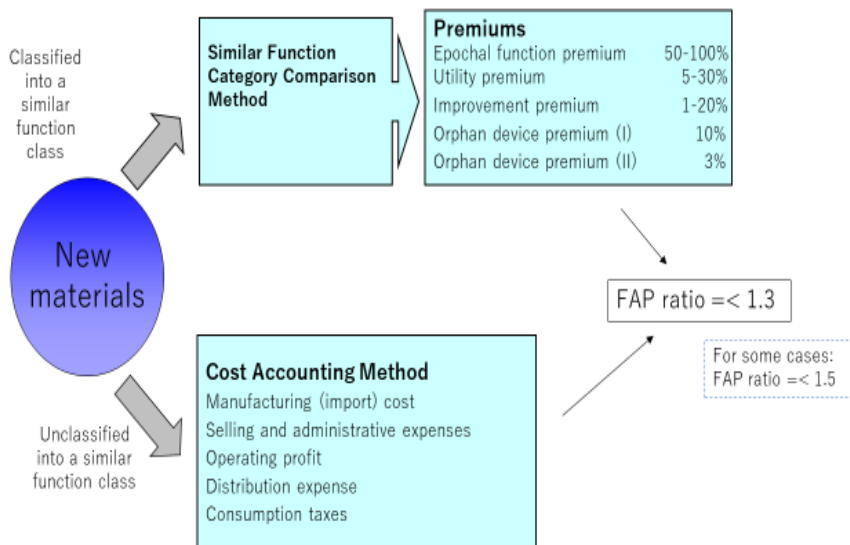 Classified
into a
similar
function
class
Similar Function
Category Comparison
Method
Premiums
Epochal function premium 50-100%
Utility premium 5-30%
Improvement premium 1-20%
Orphan device premium (I) 10%
Orphan device premium (II) 3%
New
materials
FAP ratio =< 1.3
For some cases:
FAP ratio =< 1.5
Unclassified
into a similar
function class
Cost Accounting Method
Manufacturing (import) cost
Selling and administrative expenses
Operating profit
Distribution expense
Consumption taxes